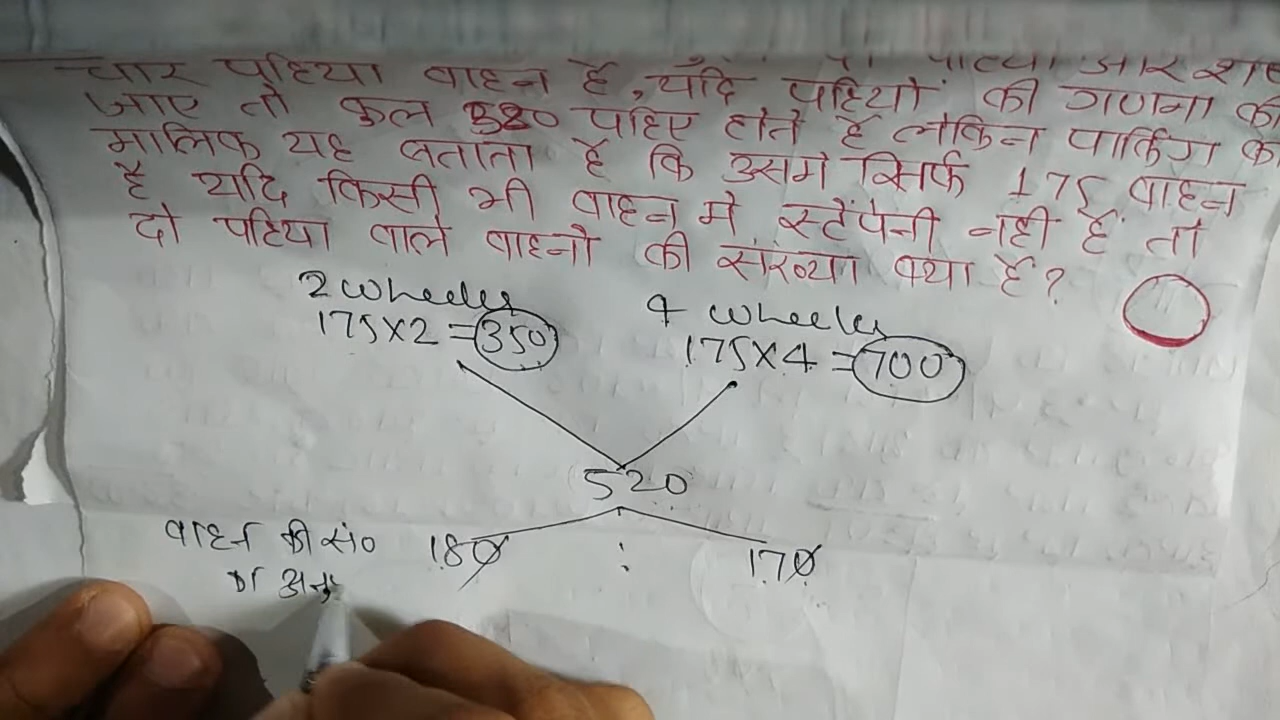 चार पहिया वाहन है, यदि पहियों की गणना की
जाए तो कुल 520 पहिए होते है लेकिन पार्किंग क
मालिक यह बताता है कि उसमे सिर्फ 175 वाहन
है यदि किसी भी वाहन मे स्टेंपनी नही है तो
दो पहिया वाले वाहनो की संख्या क्या है?
2 wheeler 4 wheeler
175×2=350 175×4=700
520
वाहन की सं० 180 : 170
का